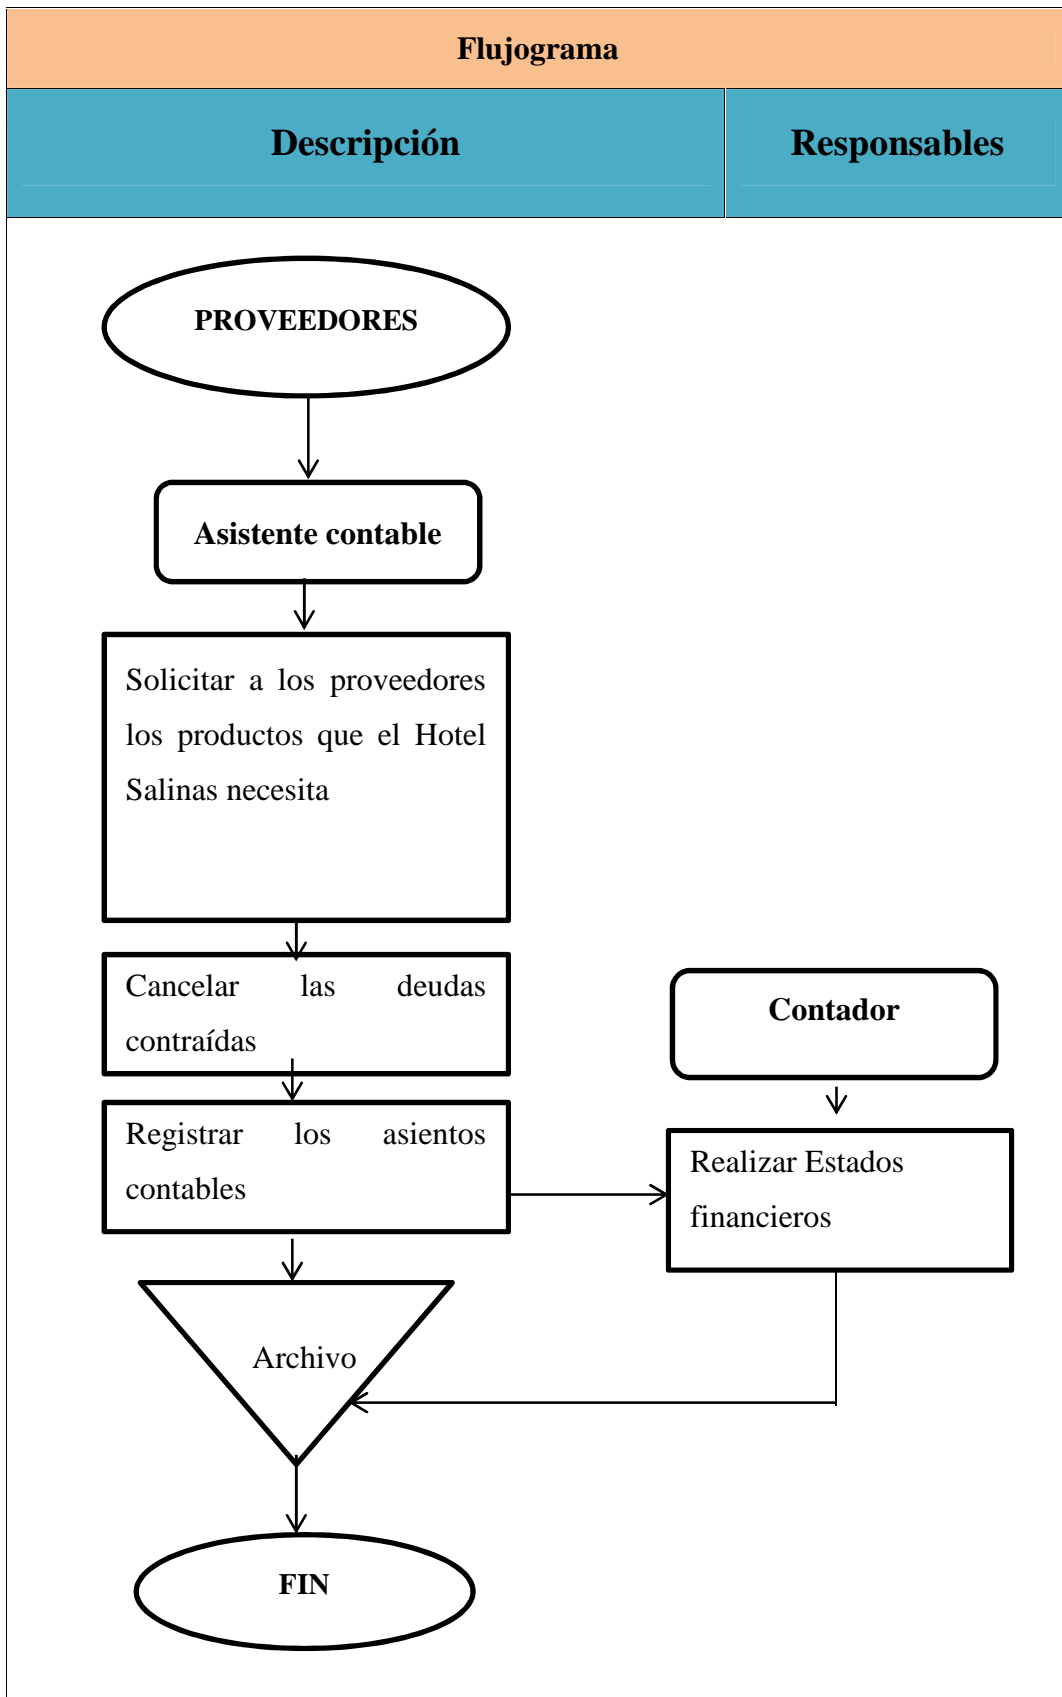 Flujograma
Descripción
Responsables
PROVEEDORES
Asistente contable
Solicitar a los proveedores
los productos que el Hotel
Salinas necesita
Cancelar las deudas
contraídas
Contador
Registrar los asientos
contables
Realizar Estados
financieros
Archivo
FIN